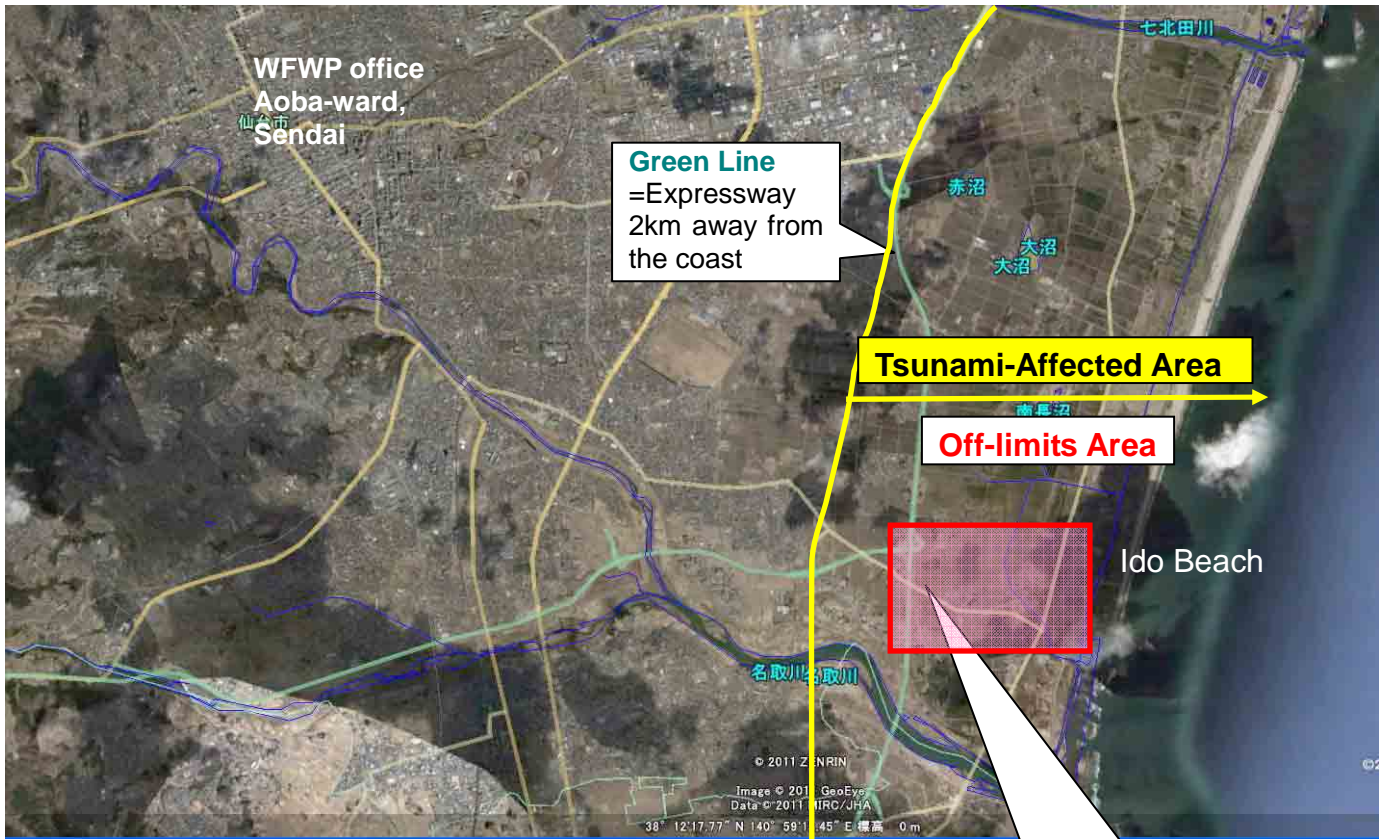 七北田川
WFWP office
Aoba-ward,
仙台市
Sendai
Green Line
=Expressway
2km away from
the coast
赤沼
大沼
大沼
Tsunami-Affected Area
南長沼
Off-limits Area
Ido Beach
名取川
名取川
© 2011 ZENRIN
Image © 2011 GeoEye
Data © 2011 MIRC/JHA
38° 12'17.77" N 140° 59'1 .45" E 標高 0 m